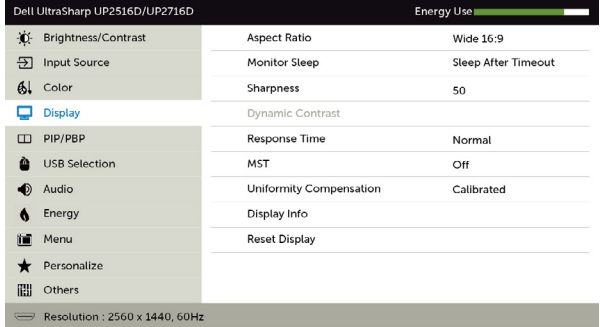 Dell UltraSharp UP2516D/UP2716D Energy Use
Brightness/Contrast Aspect Ratio Wide 16:9
Input Source Monitor Sleep Sleep After Timeout
Color Sharpness 50
Display Dynamic Contrast
PIP/PBP Response Time Normal
USB Selection MST Off
Audio Uniformity Compensation Calibrated
Energy Display Info
Menu Reset Display
Personalize
Others
Resolution : 2560 x 1440, 60Hz